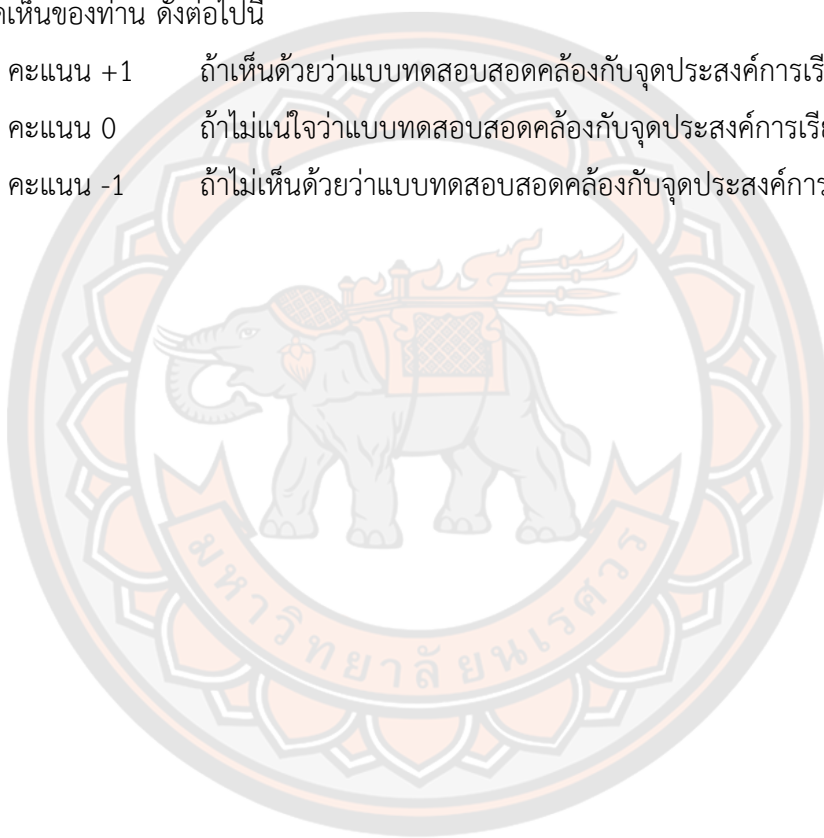 ดเห็นของท่าน ดังต่อไปนี้
คะแนน +1 ถ้าเห็นด้วยว่าแบบทดสอบสอดคล้องกับจุดประสงค์การเรี
คะแนน 0 ถ้าไม่แน่ใจว่าแบบทดสอบสอดคล้องกับจุดประสงค์การเรีย
คะแนน -1 ถ้าไม่เห็นด้วยว่าแบบทดสอบสอดคล้องกับจุดประสงค์การ
มหาวิทยาลัยนเรศวร